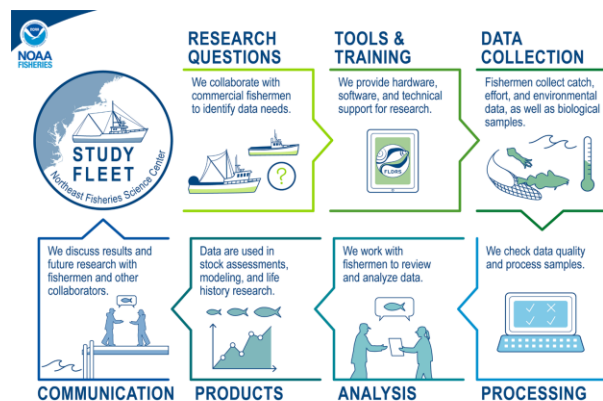 NOAA
NOAA
FISHERIES
STUDY
FLEET
Northeast Fisheries Science Center
RESEARCH
QUESTIONS
We collaborate with
commercial fishermen
to identify data needs.
?
TOOLS &
TRAINING
We provide hardware,
software, and technical
support for research.
FLDRS
DATA
COLLECTION
Fishermen collect catch,
effort, and environmental
data, as well as biological
samples.
We check data quality
and process samples.
PROCESSING
We work with
fishermen to review
and analyze data.
ANALYSIS
Data are used in
stock assessments,
modeling, and life
history research.
PRODUCTS
We discuss results and
future research with
fishermen and other
collaborators.
COMMUNICATION